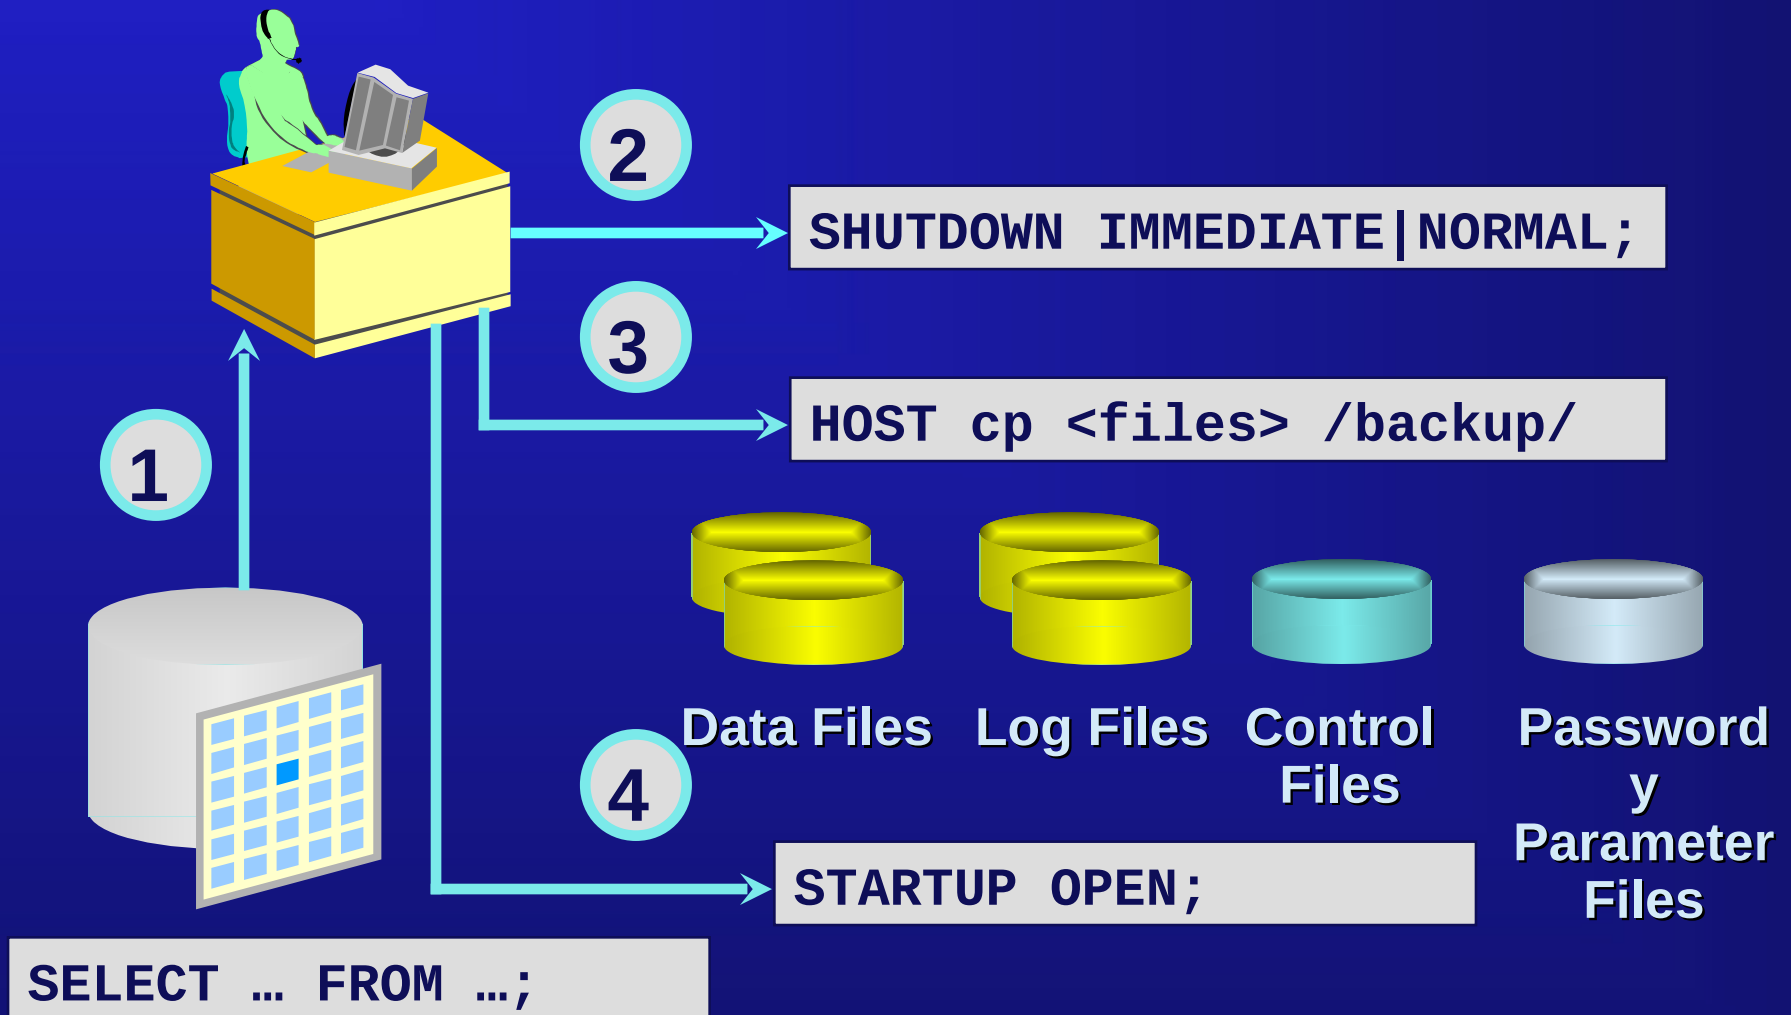 2
SHUTDOWN IMMEDIATE|NORMAL;
3
HOST cp <files> /backup/
1
Data Files
Log Files
Control
Files
Password
y
Parameter
Files
4
STARTUP OPEN;
SELECT … FROM …;